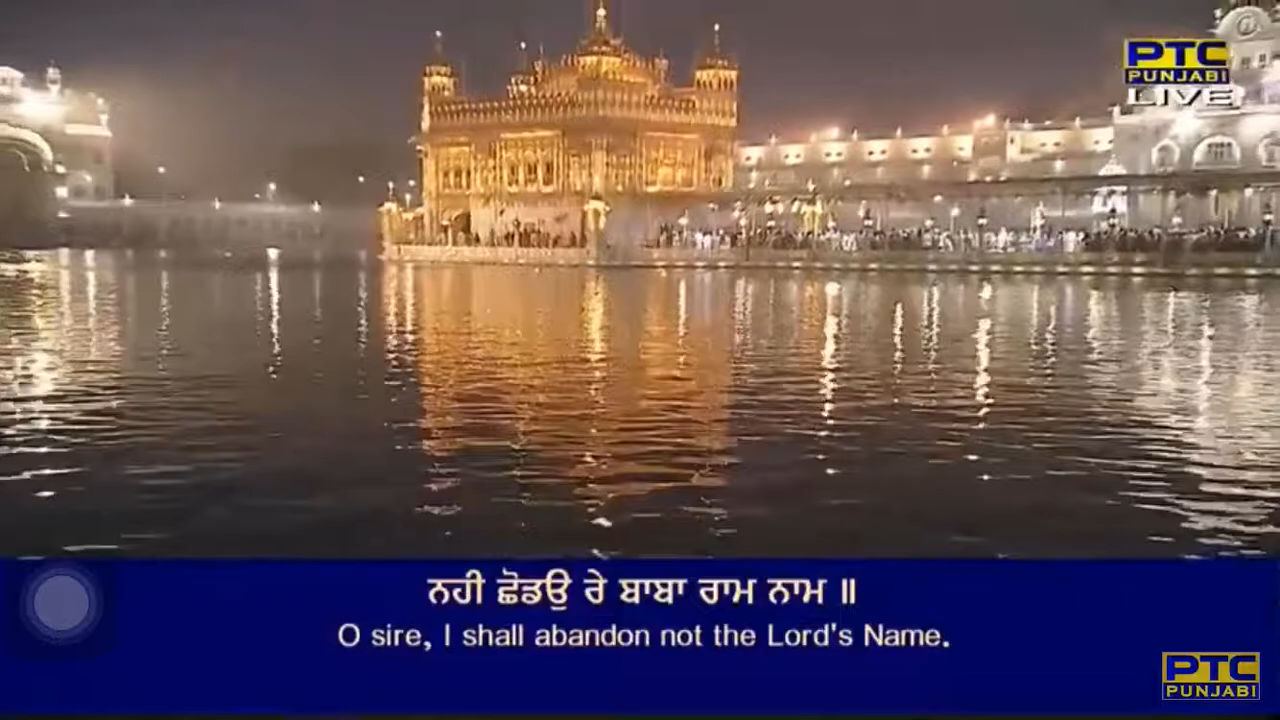 PTC
PUNJABI
LIVE
ਨਹੀ ਛੋਡਉ ਰੇ ਬਾਬਾ ਰਾਮ ਨਾਮ ॥
O sire, I shall abandon not the Lord's Name.
PTC
PUNJABI